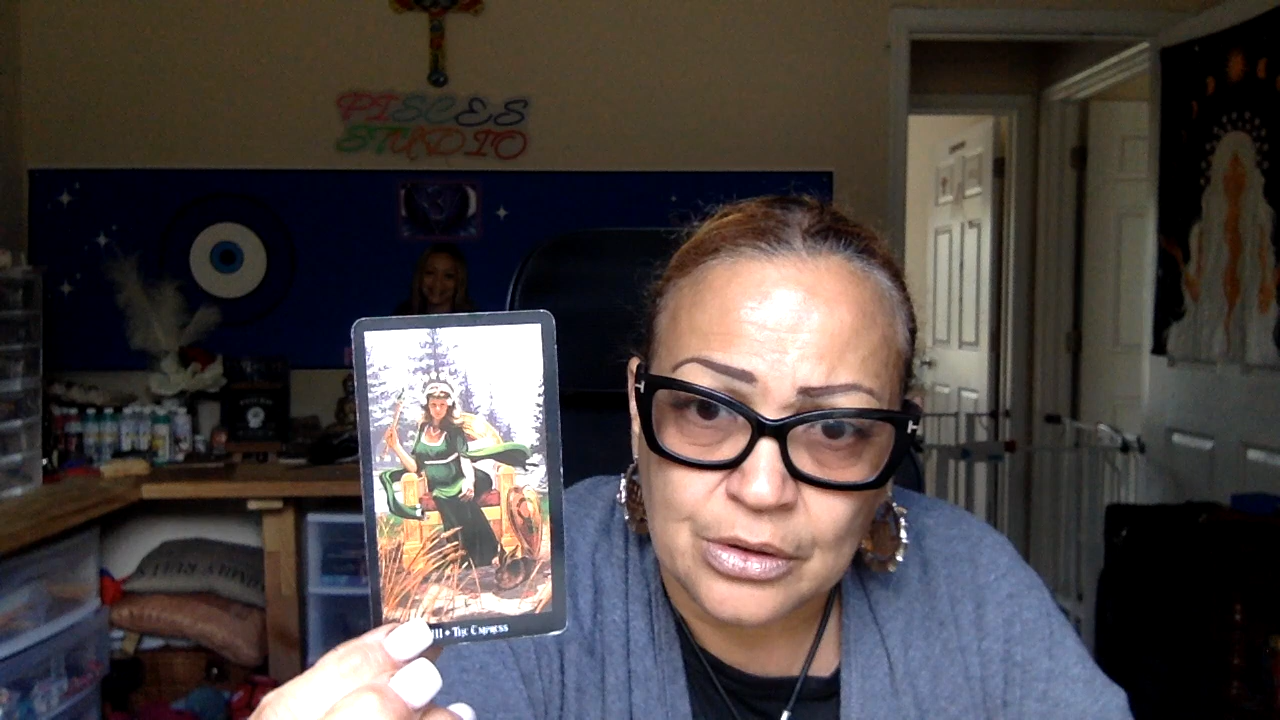 PISCES
STUDIO
III • THE EMPRESS